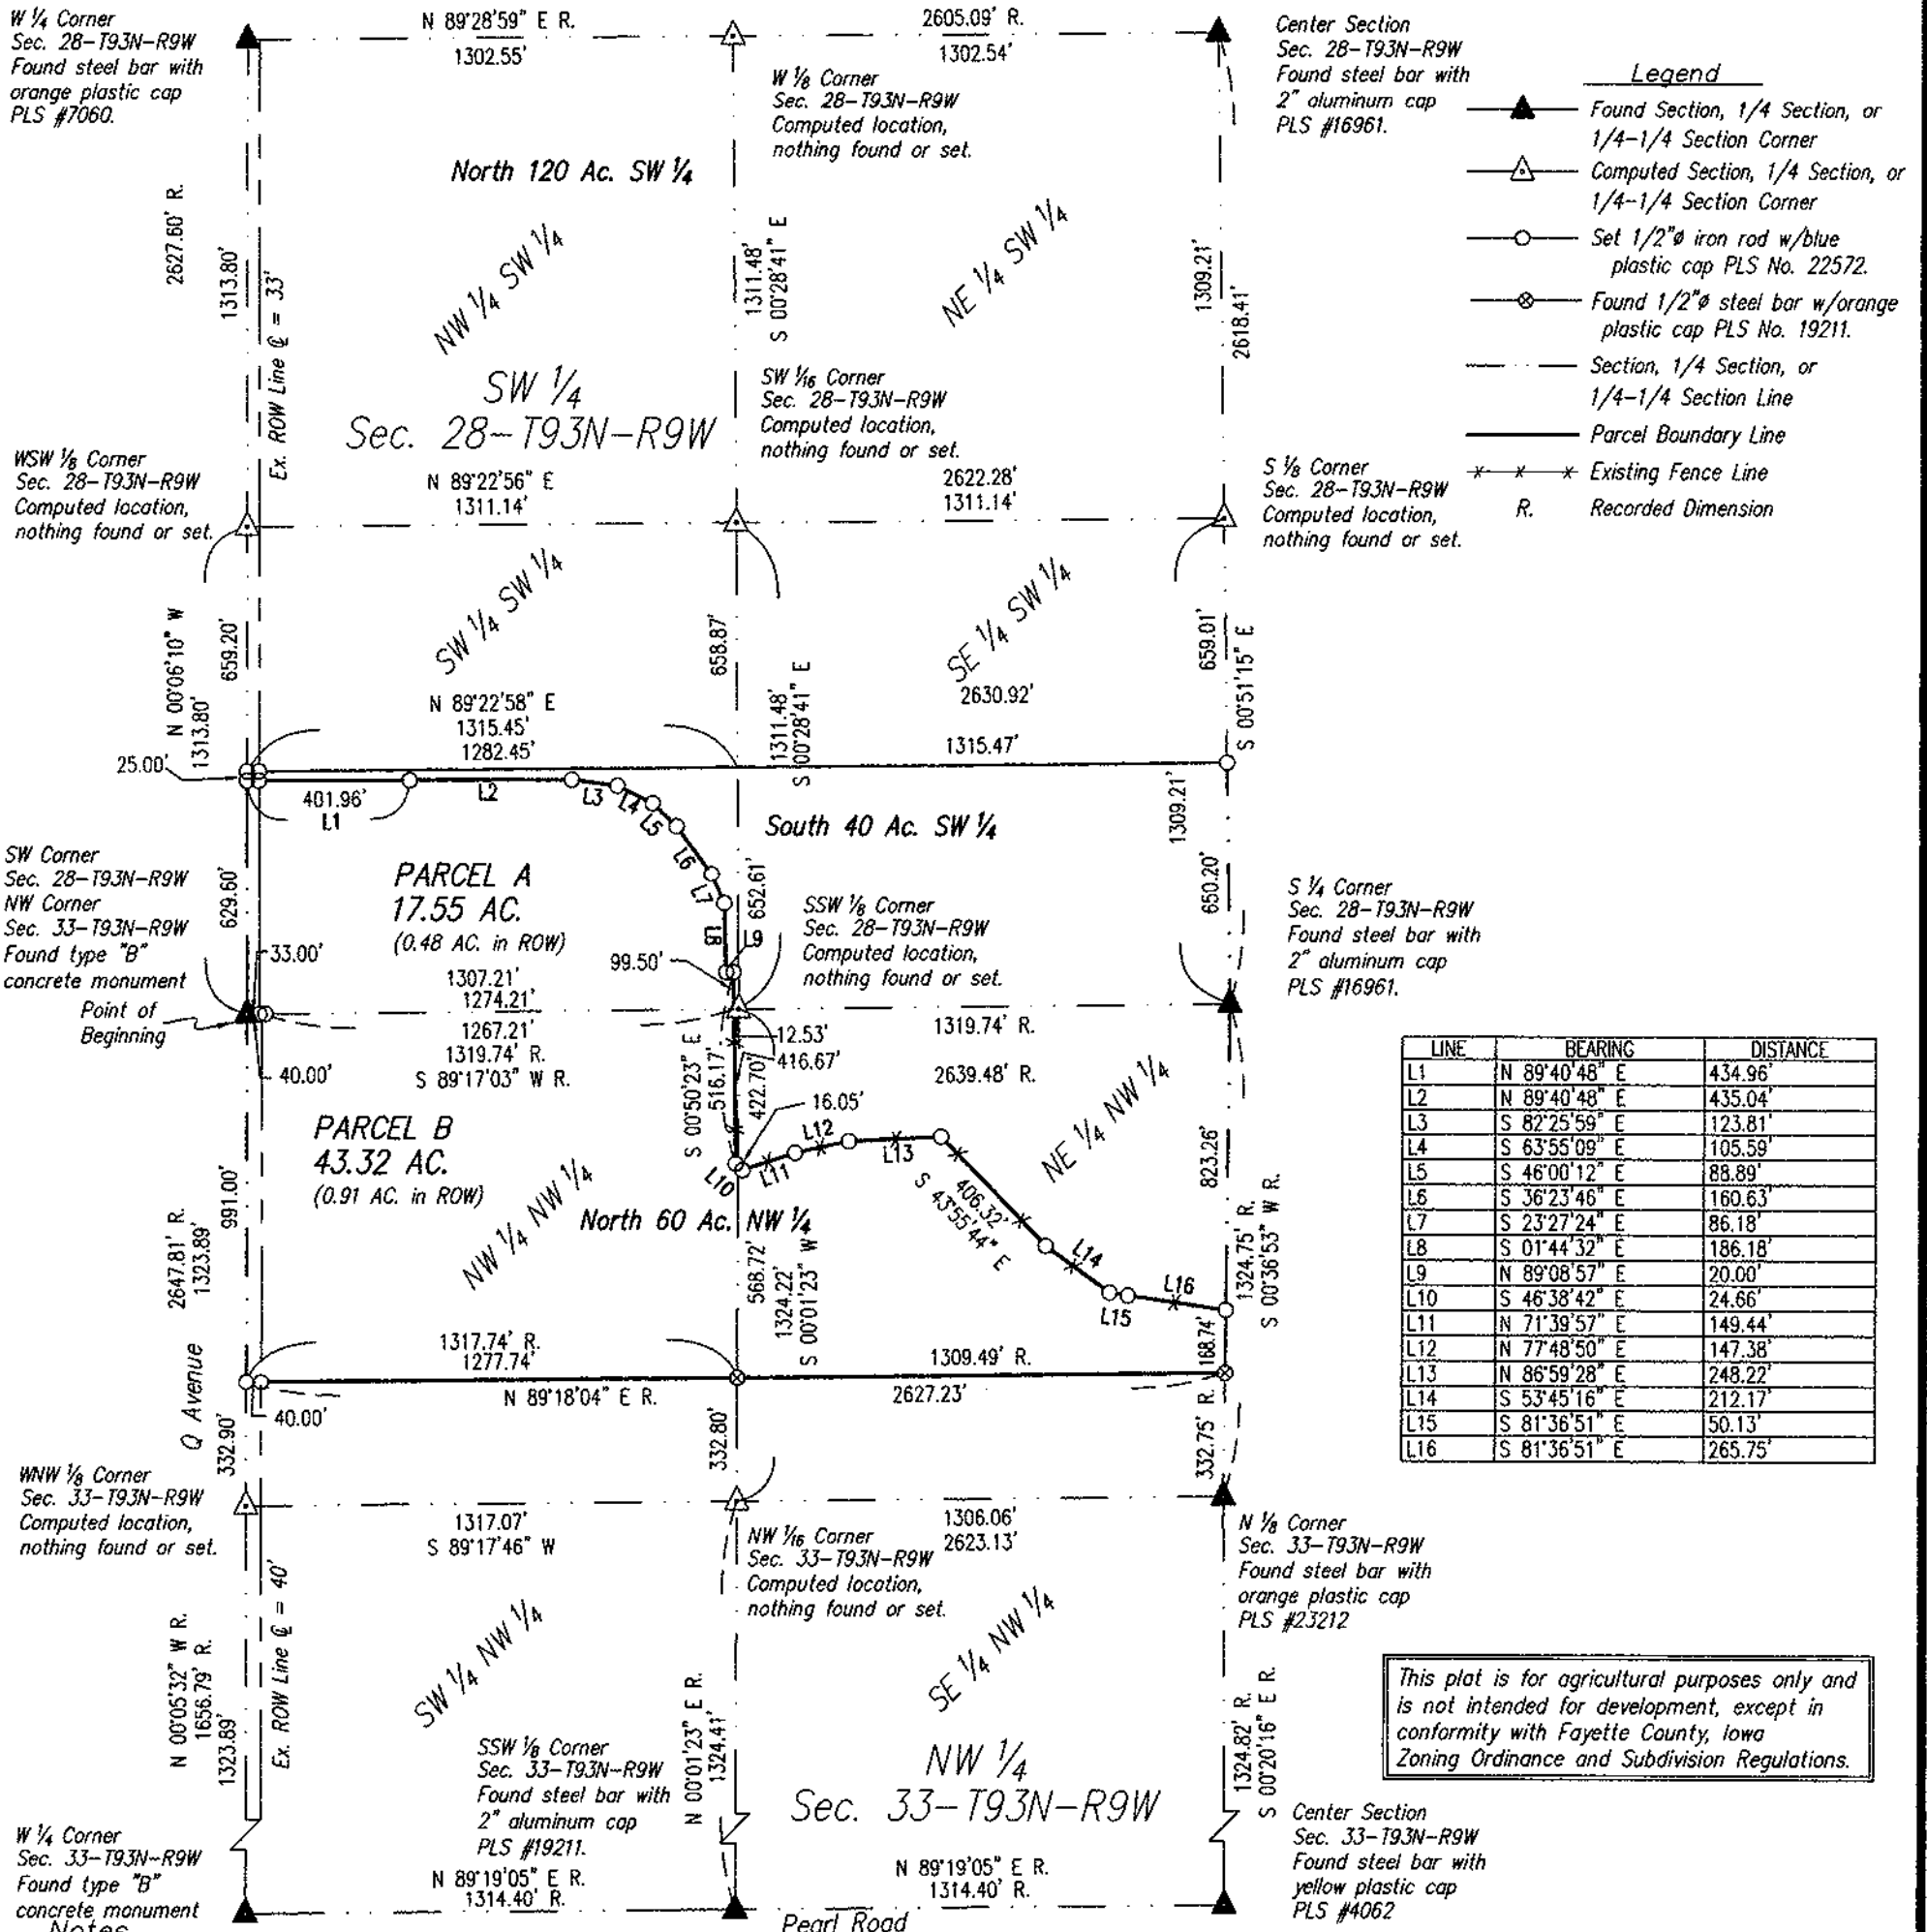 W 1/4 Corner
Sec. 28-T93N-R9W
Found steel bar with
orange plastic cap
PLS #7060.
N 89°28'59" E R.
1302.55'
2605.09' R.
1302.54'
W 1/8 Corner
Sec. 28-T93N-R9W
Computed location,
nothing found or set.
Center Section
Sec. 28-T93N-R9W
Found steel bar with
2" aluminum cap
PLS #16961.
Legend
Found Section, 1/4 Section, or
1/4-1/4 Section Corner
Computed Section, 1/4 Section, or
1/4-1/4 Section Corner
Set 1/2"ø iron rod w/blue
plastic cap PLS No. 22572.
Found 1/2"ø steel bar w/orange
plastic cap PLS No. 19211.
Section, 1/4 Section, or
1/4-1/4 Section Line
Parcel Boundary Line
Existing Fence Line
R. Recorded Dimension
North 120 Ac. SW 1/4
2627.60' R.
1313.80'
Ex. ROW Line ℄ = 33'
NW 1/4 SW 1/4
1311.48'
S 00°28'41" E
NE 1/4 SW 1/4
1309.21'
2618.41'
SW 1/4
Sec. 28-T93N-R9W
SW 1/16 Corner
Sec. 28-T93N-R9W
Computed location,
nothing found or set.
WSW 1/8 Corner
Sec. 28-T93N-R9W
Computed location,
nothing found or set.
N 89°22'56" E
1311.14'
2622.28'
1311.14'
S 1/8 Corner
Sec. 28-T93N-R9W
Computed location,
nothing found or set.
N 00°06'10" W
1313.80'
659.20'
SW 1/4 SW 1/4
658.87'
1311.48'
S 00°28'41" E
SE 1/4 SW 1/4
659.01'
S 00°51'15" E
N 89°22'58" E
1315.45'
1282.45'
2630.92'
1315.47'
25.00'
401.96'
L1
L2
L3
L4
L5
L6
L7
L8
L9
South 40 Ac. SW 1/4
1309.21'
650.20'
652.61'
SW Corner
Sec. 28-T93N-R9W
NW Corner
Sec. 33-T93N-R9W
Found type "B"
concrete monument
Point of
Beginning
629.60'
33.00'
PARCEL A
17.55 AC.
(0.48 AC. in ROW)
99.50'
SSW 1/8 Corner
Sec. 28-T93N-R9W
Computed location,
nothing found or set.
S 1/4 Corner
Sec. 28-T93N-R9W
Found steel bar with
2" aluminum cap
PLS #16961.
1307.21'
1274.21'
1267.21'
1319.74' R.
S 89°17'03" W R.
40.00'
12.53'
416.67'
1319.74' R.
2639.48' R.
S 00°50'23" E
516.17'
422.70'
16.05'
L10
L11
L12
L13
406.32'
S 43°55'44" E
L14
L15
L16
NE 1/4 NW 1/4
823.26'
1324.75' R.
S 00°36'53" W R.
168.74'
PARCEL B
43.32 AC.
(0.91 AC. in ROW)
North 60 Ac. NW 1/4
NW 1/4 NW 1/4
991.00'
2647.81' R.
1323.89'
568.72'
1324.22'
S 00°01'23" W
LINE BEARING DISTANCE
L1 N 89°40'48" E 434.96'
L2 N 89°40'48" E 435.04'
L3 S 82°25'59" E 123.81'
L4 S 63°55'09" E 105.59'
L5 S 46°00'12" E 88.89'
L6 S 36°23'46" E 160.63'
L7 S 23°27'24" E 86.18'
L8 S 01°44'32" E 186.18'
L9 N 89°08'57" E 20.00'
L10 S 46°38'42" E 24.66'
L11 N 71°39'57" E 149.44'
L12 N 77°48'50" E 147.38'
L13 N 86°59'28" E 248.22'
L14 S 53°45'16" E 212.17'
L15 S 81°36'51" E 50.13'
L16 S 81°36'51" E 265.75'
1317.74' R.
1277.74'
N 89°18'04" E R.
1309.49' R.
2627.23'
40.00'
Q Avenue
332.90'
332.80'
332.75' R.
WNW 1/8 Corner
Sec. 33-T93N-R9W
Computed location,
nothing found or set.
1317.07'
S 89°17'46" W
1306.06'
2623.13'
NW 1/16 Corner
Sec. 33-T93N-R9W
Computed location,
nothing found or set.
N 1/8 Corner
Sec. 33-T93N-R9W
Found steel bar with
orange plastic cap
PLS #23212
N 00°05'32" W R.
1656.79' R.
1323.89'
Ex. ROW Line ℄ = 40'
SW 1/4 NW 1/4
SE 1/4 NW 1/4
N 00°01'23" E R.
1324.41'
1324.82' R.
S 00°20'16" E R.
This plat is for agricultural purposes only and
is not intended for development, except in
conformity with Fayette County, Iowa
Zoning Ordinance and Subdivision Regulations.
SSW 1/8 Corner
Sec. 33-T93N-R9W
Found steel bar with
2" aluminum cap
PLS #19211.
NW 1/4
Sec. 33-T93N-R9W
W 1/4 Corner
Sec. 33-T93N-R9W
Found type "B"
concrete monument
N 89°19'05" E R.
1314.40' R.
N 89°19'05" E R.
1314.40' R.
Center Section
Sec. 33-T93N-R9W
Found steel bar with
yellow plastic cap
PLS #4062
Notes
Pearl Road